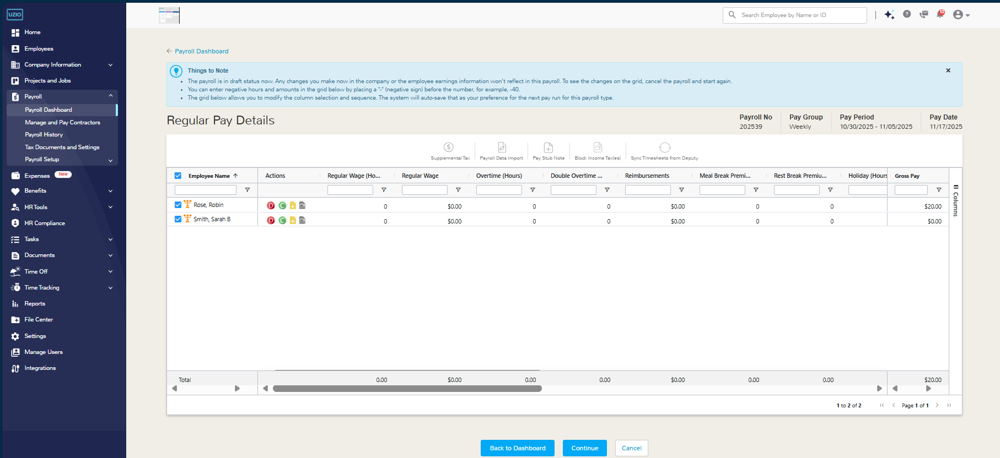 UZIO
Home
Employees
Company Information
Projects and Jobs
Payroll
Payroll Dashboard
Manage and Pay Contractors
Payroll History
Tax Documents and Settings
Payroll Setup
Expenses New
Benefits
HR Tools
HR Compliance
Tasks
Documents
Time Off
Time Tracking
Reports
File Center
Settings
Manage Users
Integrations
Search Employee by Name or ID
13
← Payroll Dashboard
Things to Note
• The payroll is in draft status now. Any changes you make now in the company or the employee earnings information won't reflect in this payroll. To see the changes on the grid, cancel the payroll and start again.
• You can enter negative hours and amounts in the grid below by placing a "-" (negative sign) before the number, for example, -40.
• The grid below allows you to modify the column selection and sequence. The system will auto-save that as your preference for the next pay run for this payroll type.
Regular Pay Details
Payroll No Pay Group Pay Period Pay Date
202539 Weekly 10/30/2025 - 11/05/2025 11/17/2025
Supplemental Tax Payroll Data Import Pay Stub Note Block Income Tax(es) Sync Timesheets from Deputy
Employee Name ↑ Actions Regular Wage (Ho... Regular Wage Overtime (Hours) Double Overtime ... Reimbursements Meal Break Premi... Rest Break Premiu... Holiday (Hours Gross Pay
Columns
Rose, Robin D C 0 $0.00 0 0 $0.00 0 0 $20.00
Smith, Sarah B D C 0 $0.00 0 0 $0.00 0 0 $0.00
Total 0.00 $0.00 0.00 0.00 $0.00 0.00 0.00 $20.00
1 to 2 of 2 Page 1 of 1
Back to Dashboard Continue Cancel